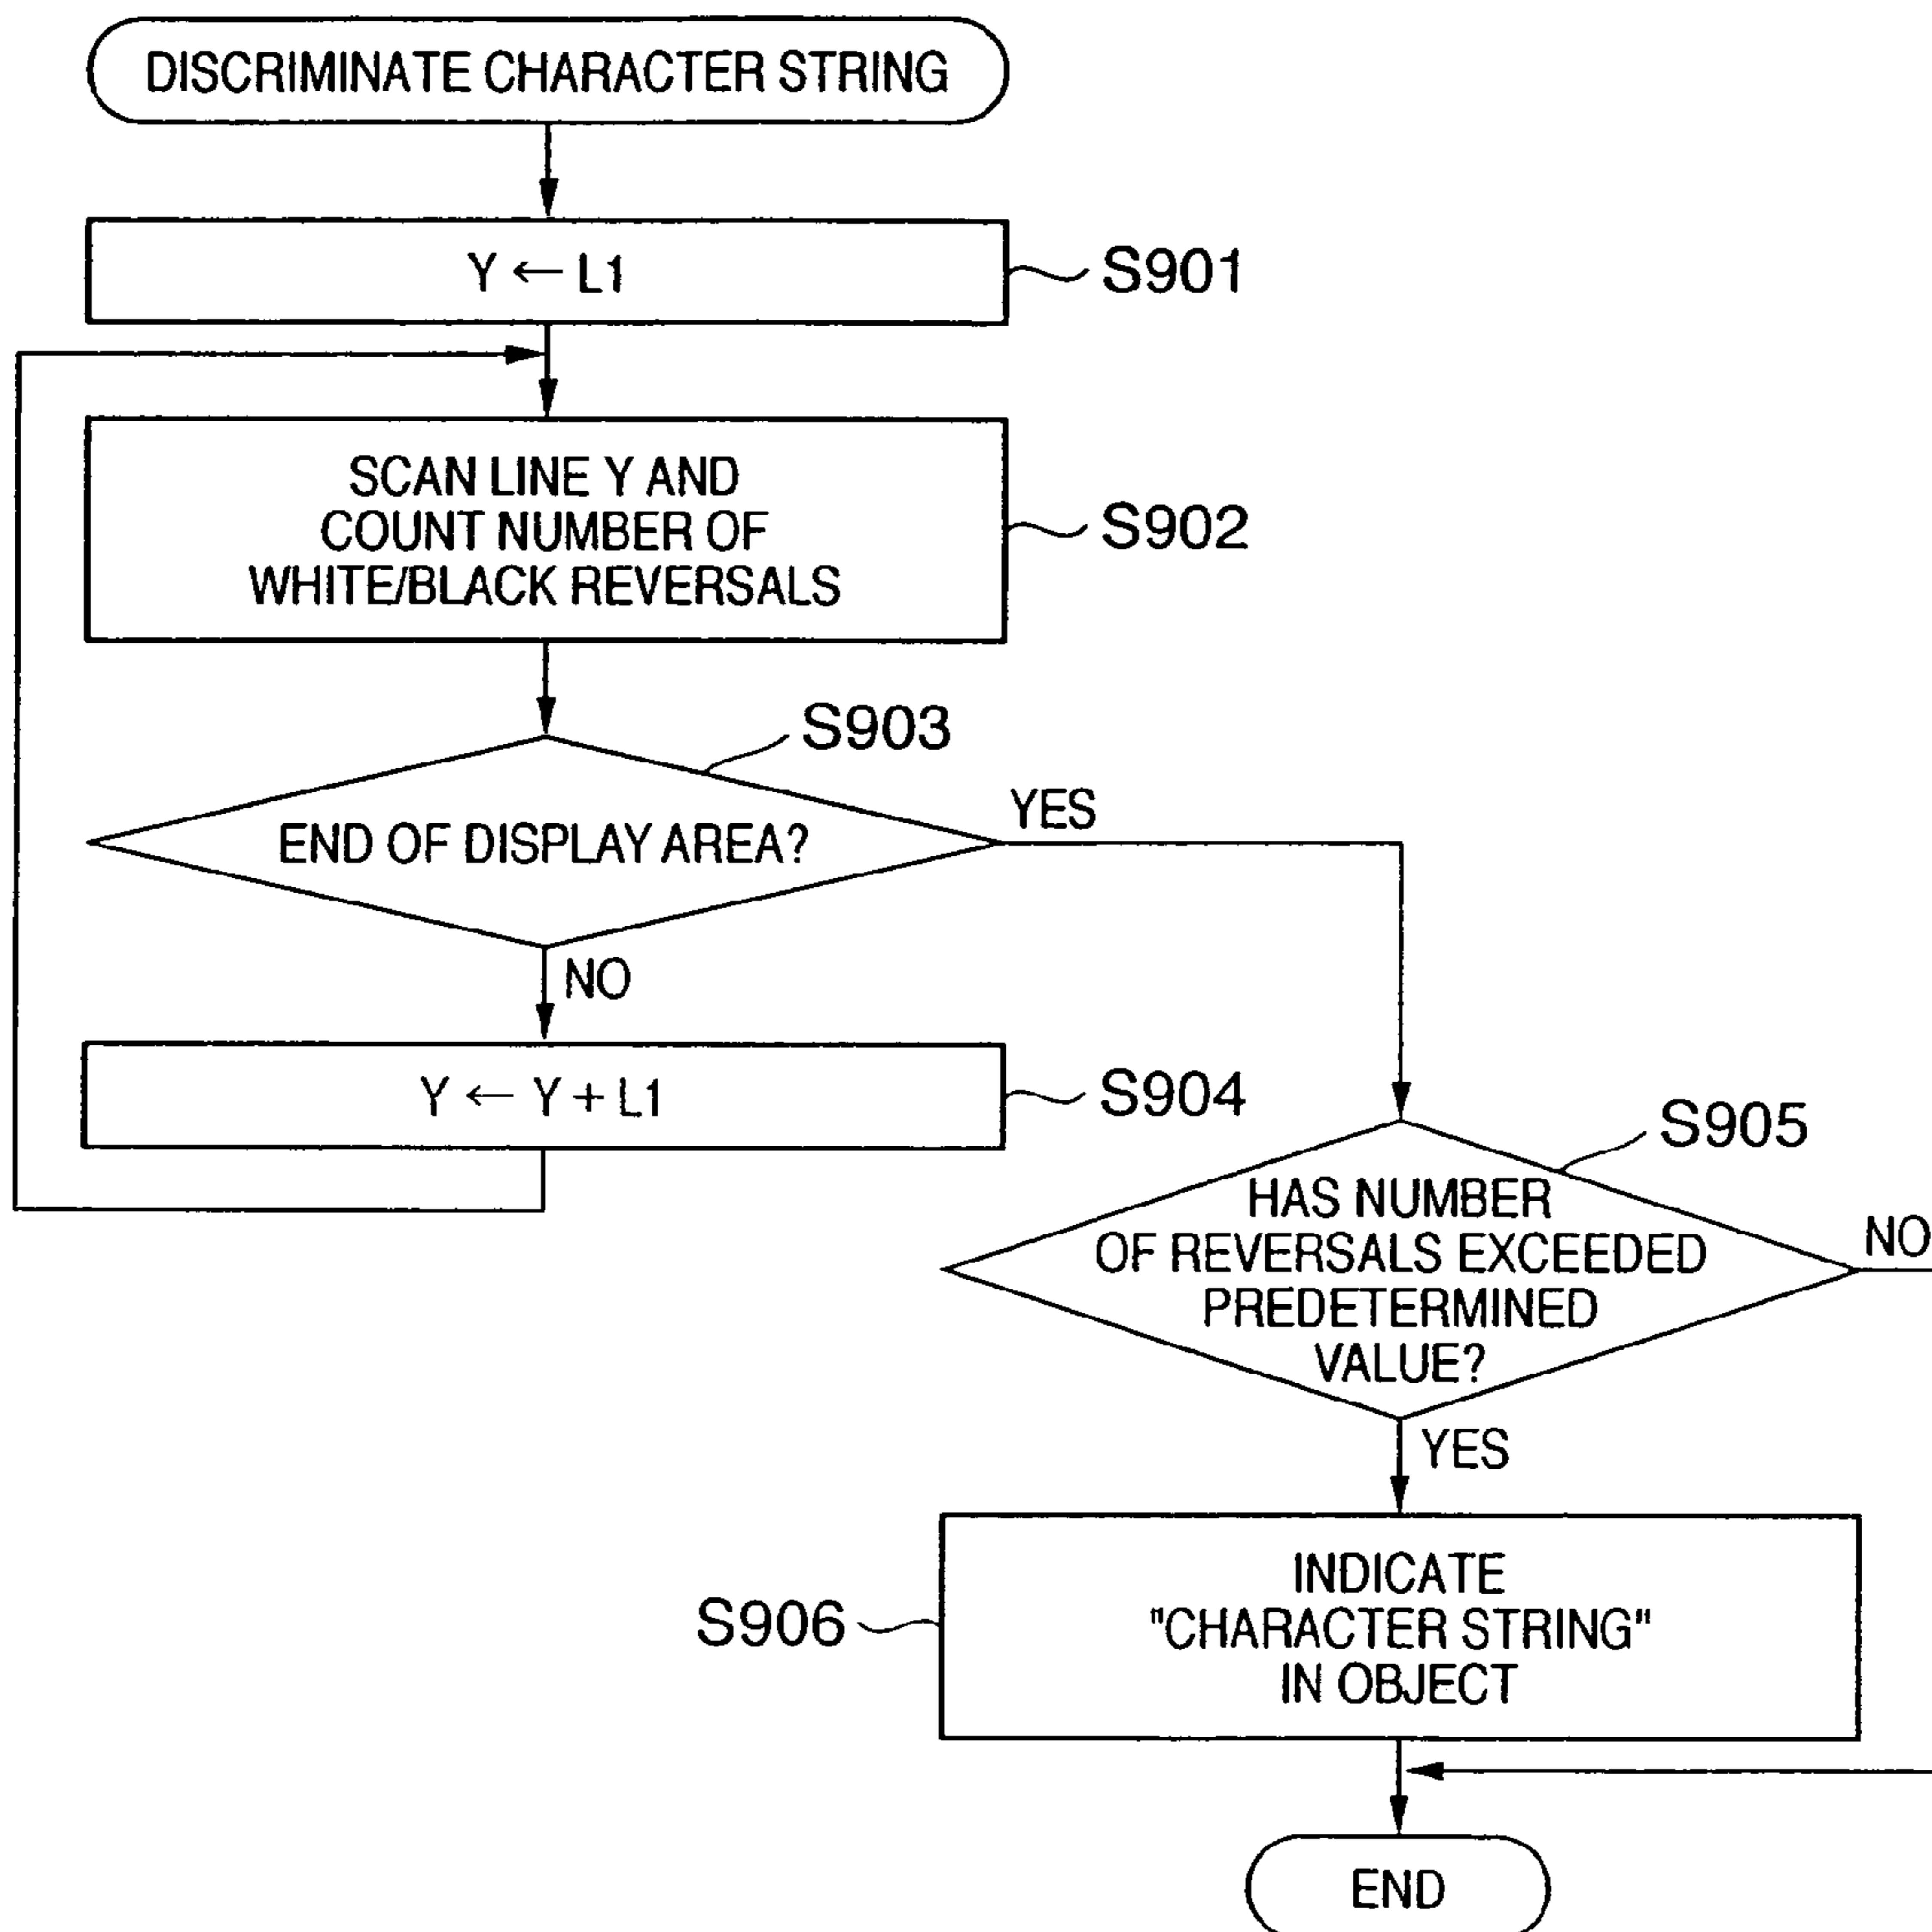 DISCRIMINATE CHARACTER STRING
Y ← L1
S901
SCAN LINE Y AND
COUNT NUMBER OF
WHITE/BLACK REVERSALS
S902
S903
END OF DISPLAY AREA?
YES
NO
Y ← Y + L1
S904
S905
HAS NUMBER
OF REVERSALS EXCEEDED
PREDETERMINED
VALUE?
NO
YES
INDICATE
"CHARACTER STRING"
IN OBJECT
S906
END